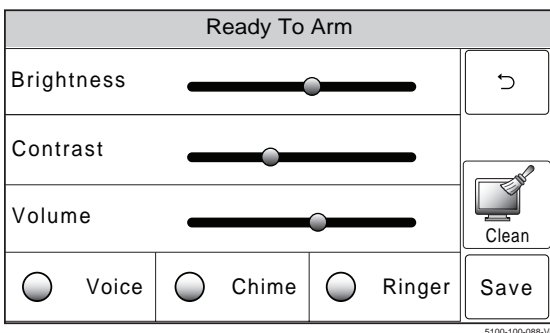 Ready To Arm
Brightness
Contrast
Volume
Clean
Voice
Chime
Ringer
Save
5100-100-088-V